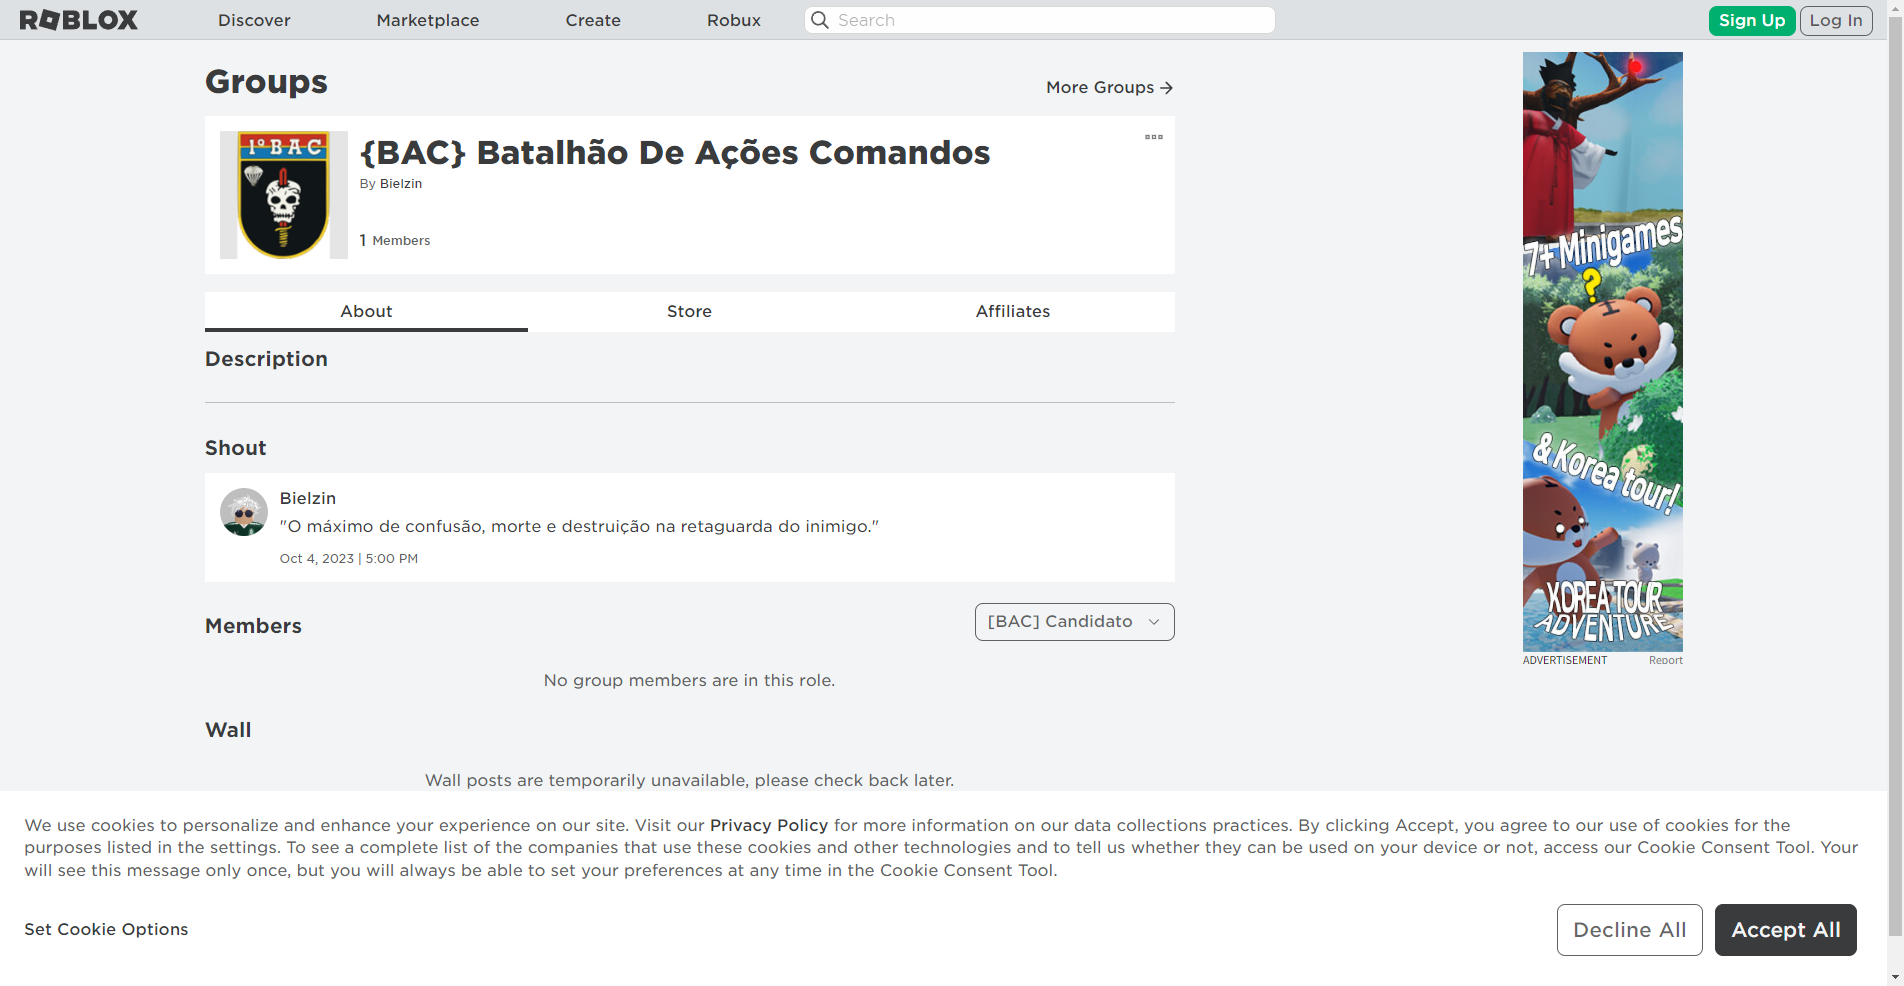 ROBLOX
Discover
Marketplace
Create
Robux
Search
Sign Up
Log In
Groups
More Groups →
1º BAC
{BAC} Batalhão De Ações Comandos
By Bielzin
1 Members
About
Store
Affiliates
Description
Shout
Bielzin
"O máximo de confusão, morte e destruição na retaguarda do inimigo."
Oct 4, 2023 | 5:00 PM
Members
[BAC] Candidato
No group members are in this role.
Wall
Wall posts are temporarily unavailable, please check back later.
7+ Minigames
?
& Korea tour!
KOREA TOUR
ADVENTURE
ADVERTISEMENT
Report
We use cookies to personalize and enhance your experience on our site. Visit our Privacy Policy for more information on our data collections practices. By clicking Accept, you agree to our use of cookies for the
purposes listed in the settings. To see a complete list of the companies that use these cookies and other technologies and to tell us whether they can be used on your device or not, access our Cookie Consent Tool. Your
will see this message only once, but you will always be able to set your preferences at any time in the Cookie Consent Tool.
Set Cookie Options
Decline All
Accept All